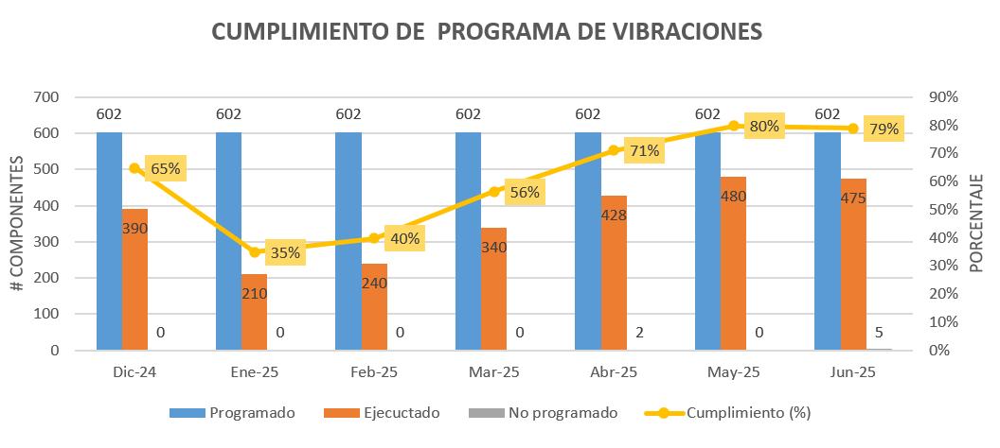 CUMPLIMIENTO DE PROGRAMA DE VIBRACIONES
700 90%
602 602 602 602 602 602 602
600 80%
80% 79%
70%
71%
500 65% 60%
56%
400 50%
480 475
428
390 40%
300 40%
35% 340
30%
200 240
210 20%
100
10%
0 0 0 0 2 0 5
0 0%
# COMPONENTES
PORCENTAJE
Dic-24 Ene-25 Feb-25 Mar-25 Abr-25 May-25 Jun-25
Programado Ejecuctado No programado Cumplimiento (%)